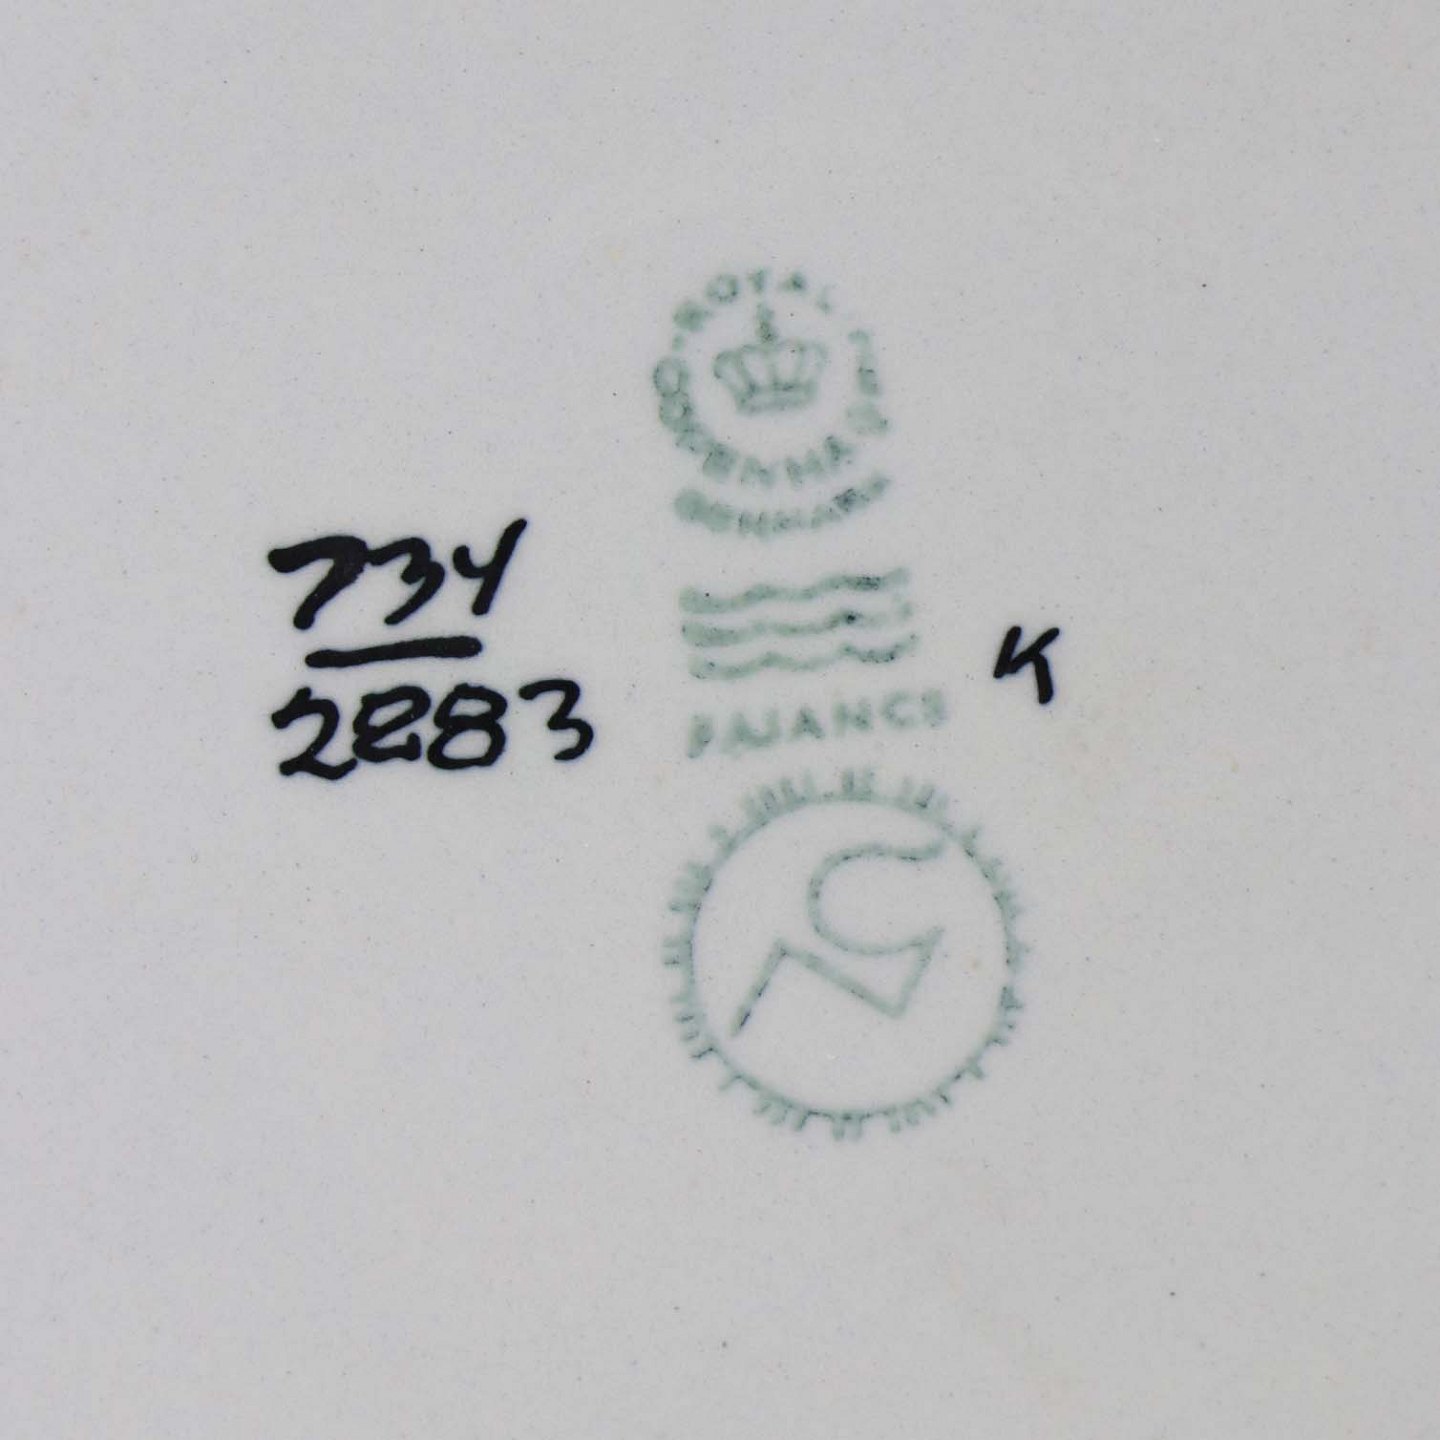 ROYAL COPENHAGEN
DENMARK
734
2883
K
FAJANCE